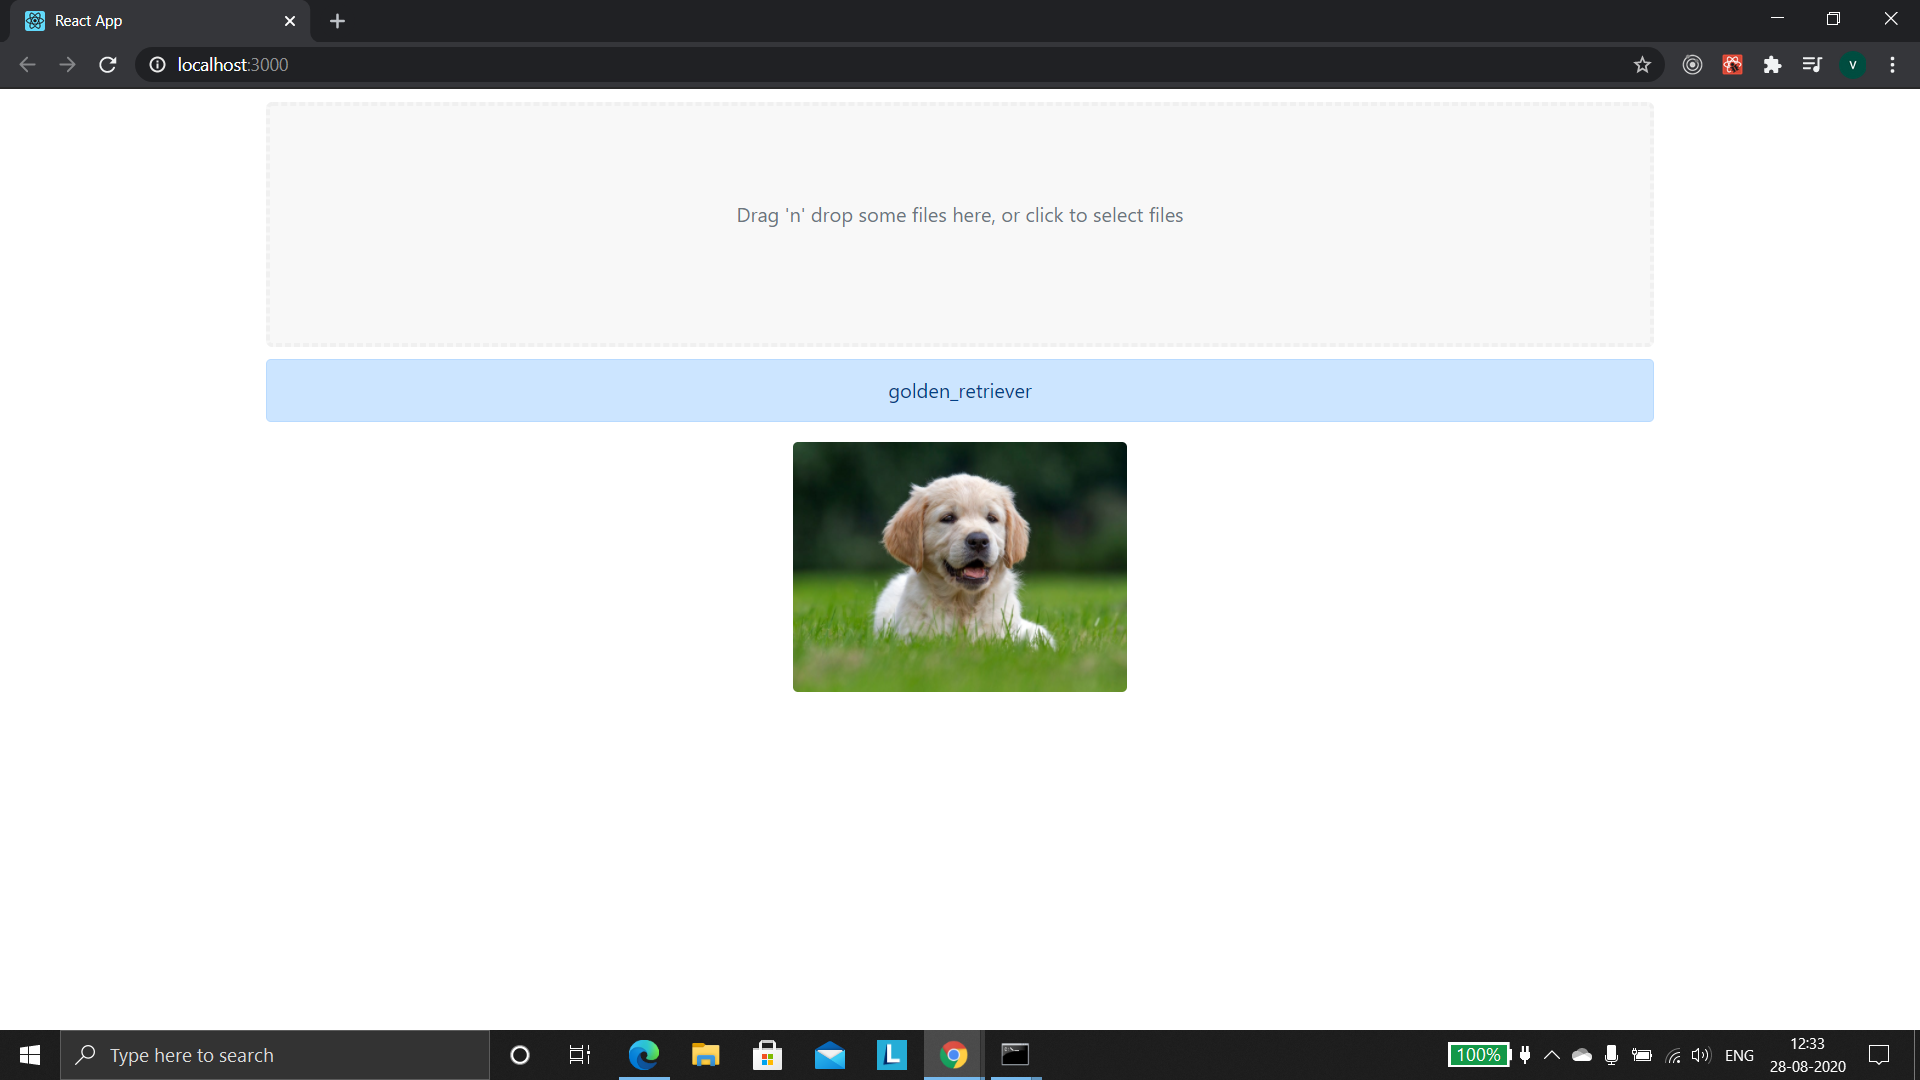 React App
localhost:3000
V
Drag 'n' drop some files here, or click to select files
golden_retriever
Type here to search
L
100%
ENG
12:33
28-08-2020